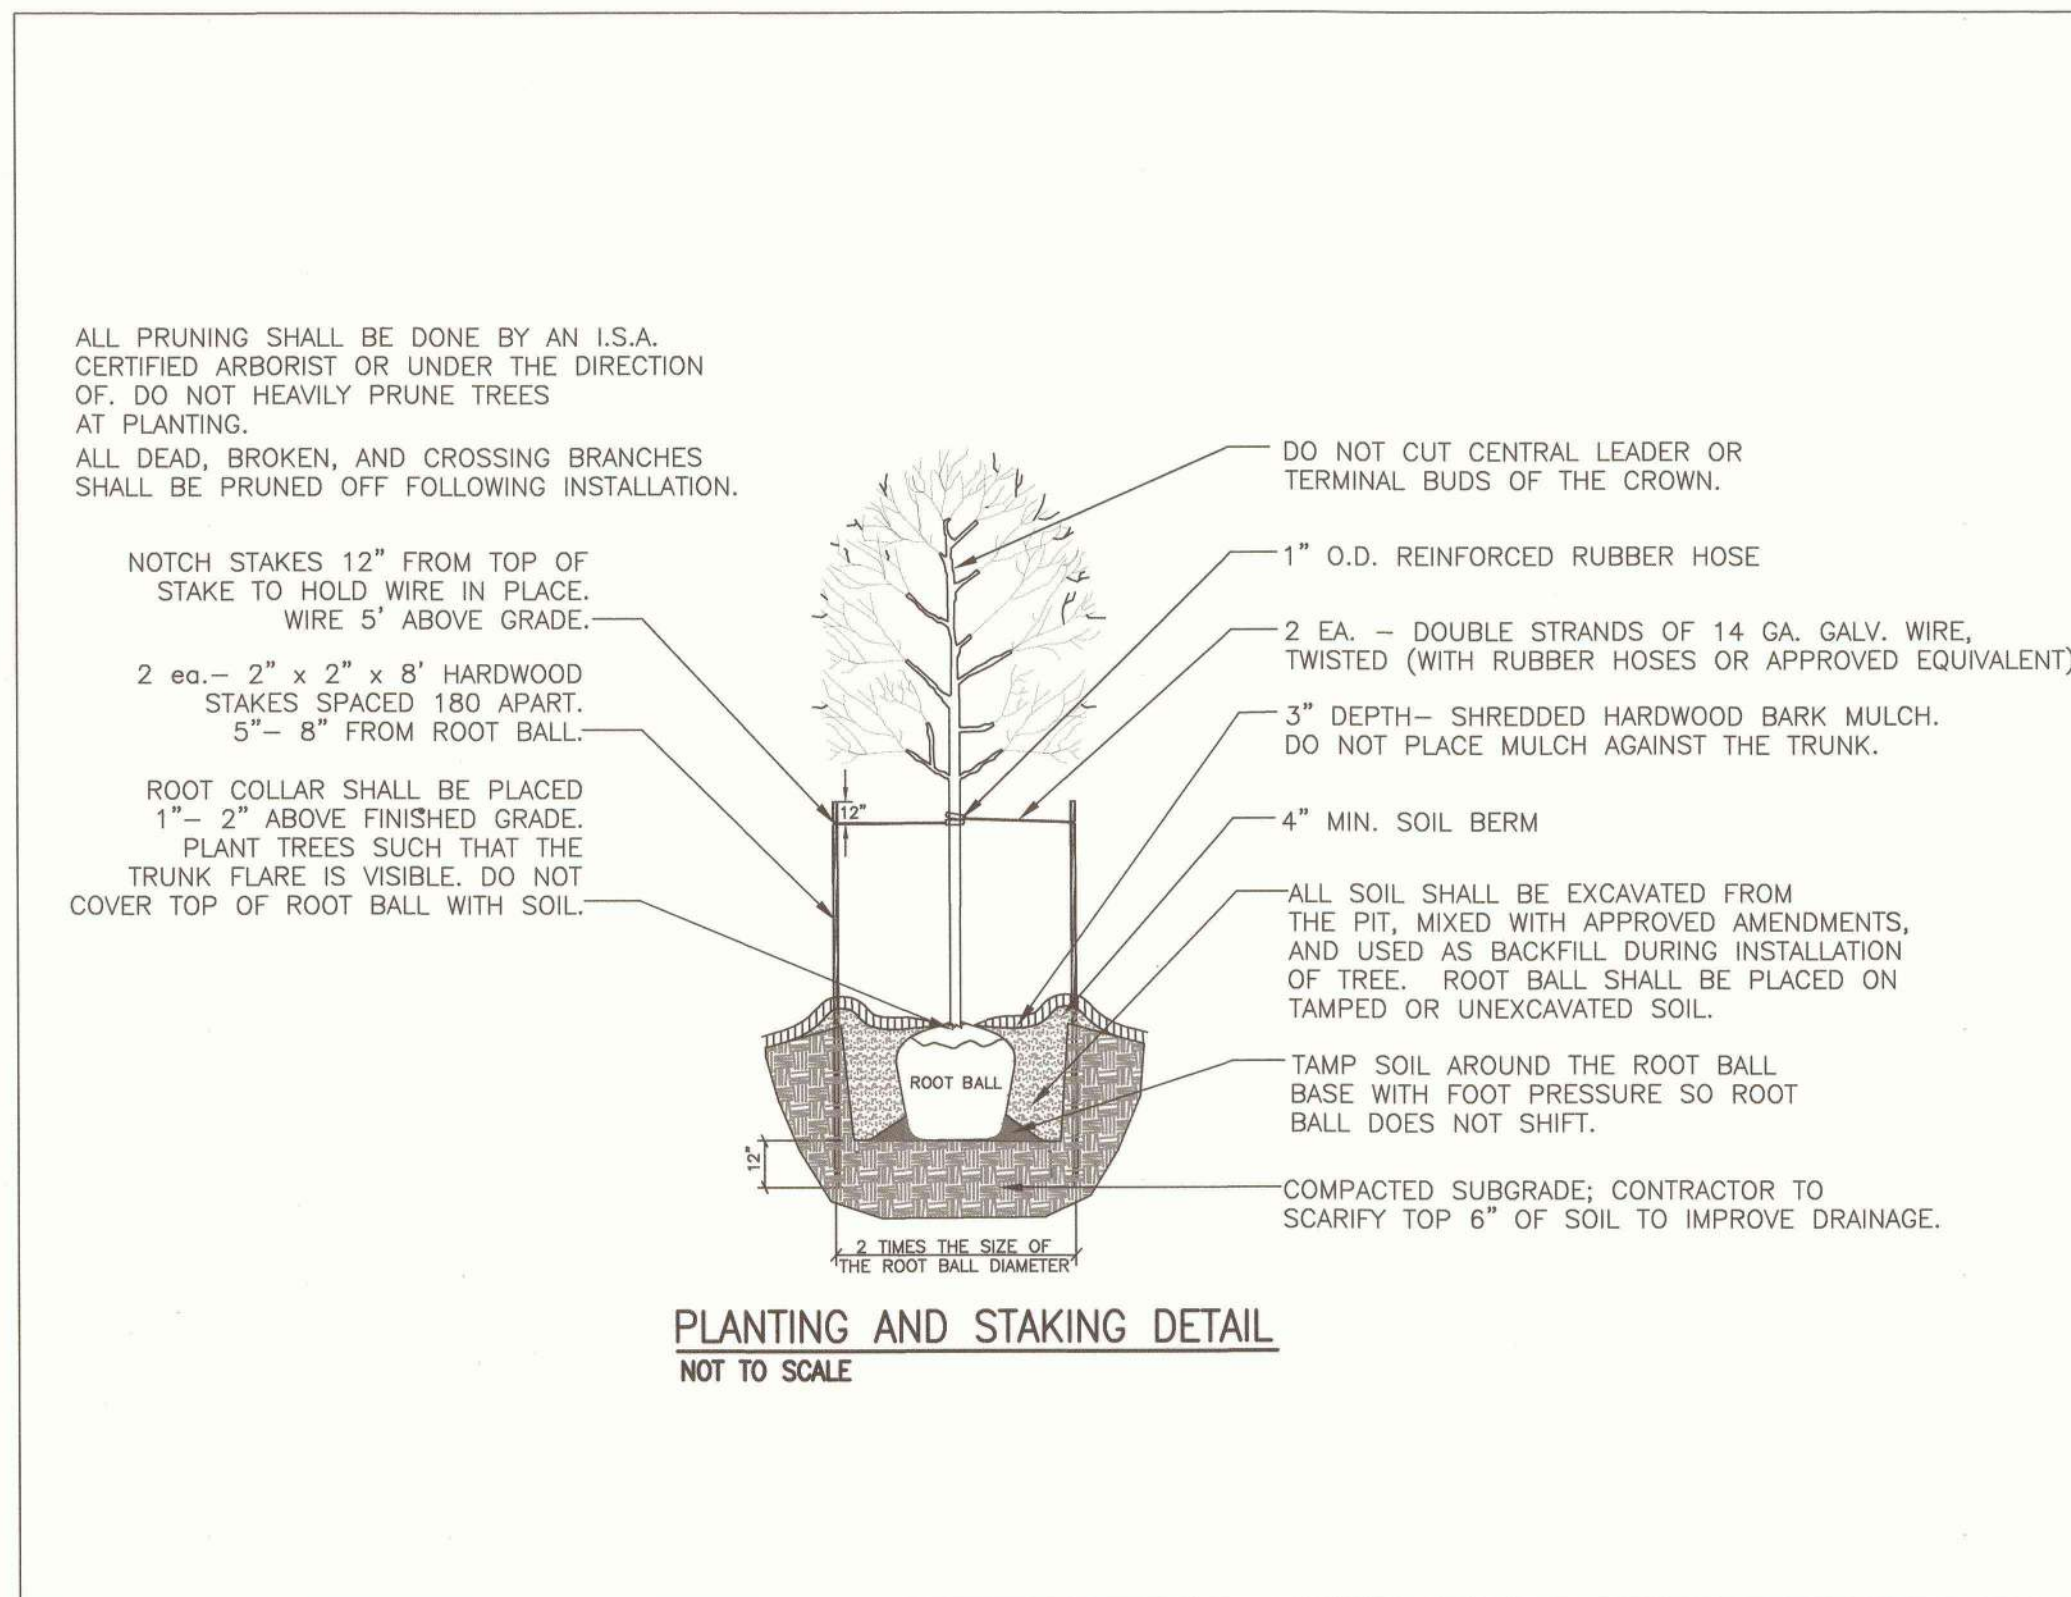 ALL PRUNING SHALL BE DONE BY AN I.S.A.
CERTIFIED ARBORIST OR UNDER THE DIRECTION
OF. DO NOT HEAVILY PRUNE TREES
AT PLANTING.
ALL DEAD, BROKEN, AND CROSSING BRANCHES
SHALL BE PRUNED OFF FOLLOWING INSTALLATION.
NOTCH STAKES 12" FROM TOP OF
STAKE TO HOLD WIRE IN PLACE.
WIRE 5' ABOVE GRADE.
2 ea.– 2" x 2" x 8' HARDWOOD
STAKES SPACED 180 APART.
5"– 8" FROM ROOT BALL.
ROOT COLLAR SHALL BE PLACED
1"– 2" ABOVE FINISHED GRADE.
PLANT TREES SUCH THAT THE
TRUNK FLARE IS VISIBLE. DO NOT
COVER TOP OF ROOT BALL WITH SOIL.
DO NOT CUT CENTRAL LEADER OR
TERMINAL BUDS OF THE CROWN.
1" O.D. REINFORCED RUBBER HOSE
2 EA. – DOUBLE STRANDS OF 14 GA. GALV. WIRE,
TWISTED (WITH RUBBER HOSES OR APPROVED EQUIVALENT)
3" DEPTH– SHREDDED HARDWOOD BARK MULCH.
DO NOT PLACE MULCH AGAINST THE TRUNK.
4" MIN. SOIL BERM
ALL SOIL SHALL BE EXCAVATED FROM
THE PIT, MIXED WITH APPROVED AMENDMENTS,
AND USED AS BACKFILL DURING INSTALLATION
OF TREE. ROOT BALL SHALL BE PLACED ON
TAMPED OR UNEXCAVATED SOIL.
TAMP SOIL AROUND THE ROOT BALL
BASE WITH FOOT PRESSURE SO ROOT
BALL DOES NOT SHIFT.
COMPACTED SUBGRADE; CONTRACTOR TO
SCARIFY TOP 6" OF SOIL TO IMPROVE DRAINAGE.
12"
ROOT BALL
12"
2 TIMES THE SIZE OF
THE ROOT BALL DIAMETER
PLANTING AND STAKING DETAIL
NOT TO SCALE